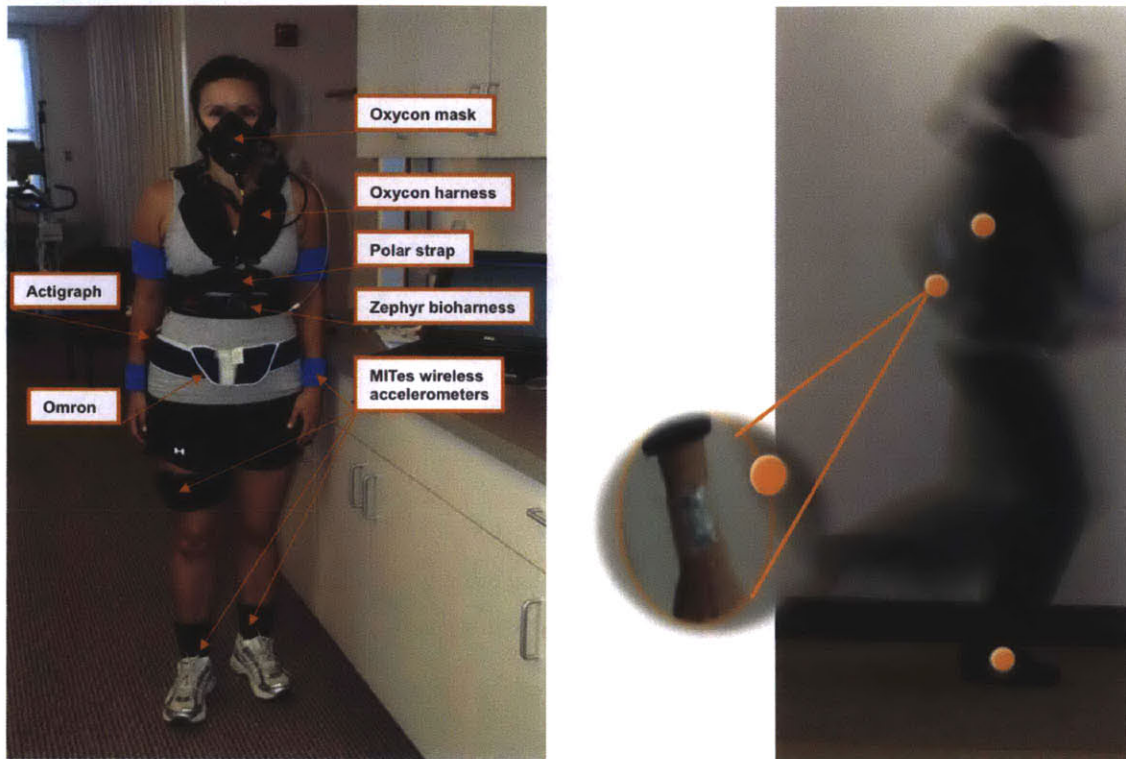 Oxycon mask
Oxycon harness
Polar strap
Actigraph
Zephyr bioharness
MITes wireless
accelerometers
Omron